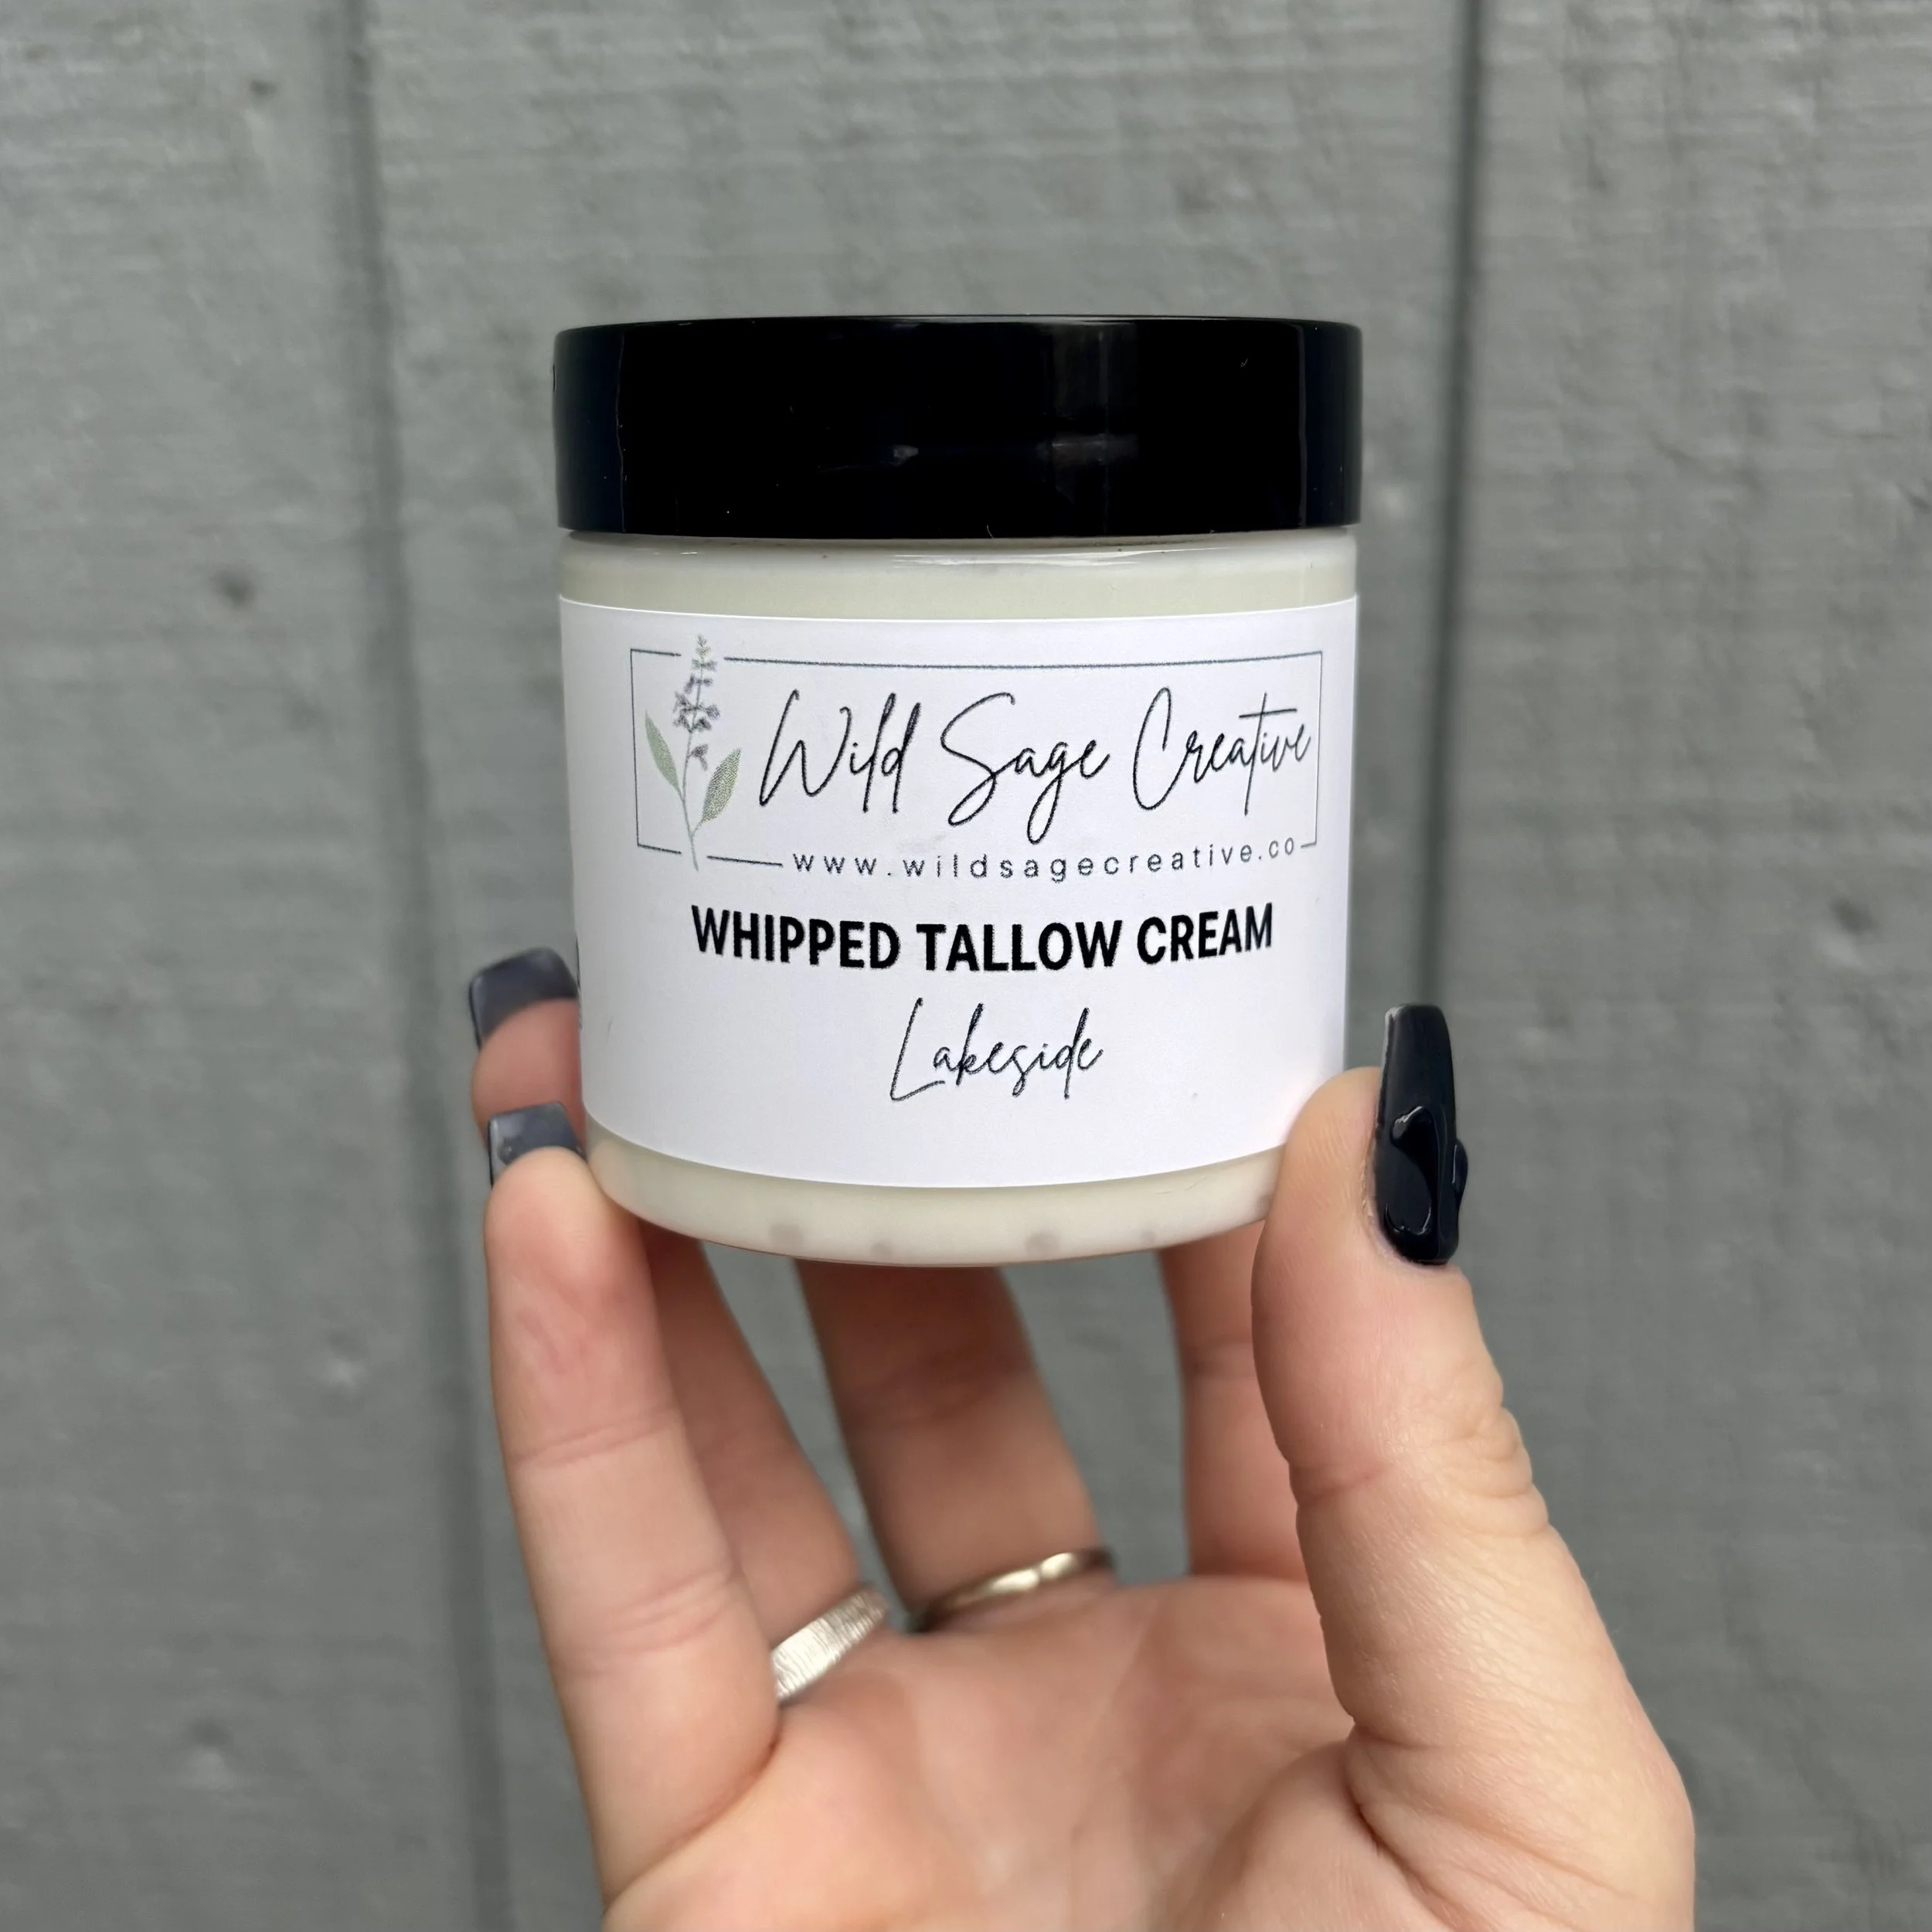 Wild Sage Creative
www.wildsagecreative.co
WHIPPED TALLOW CREAM
Lakeside